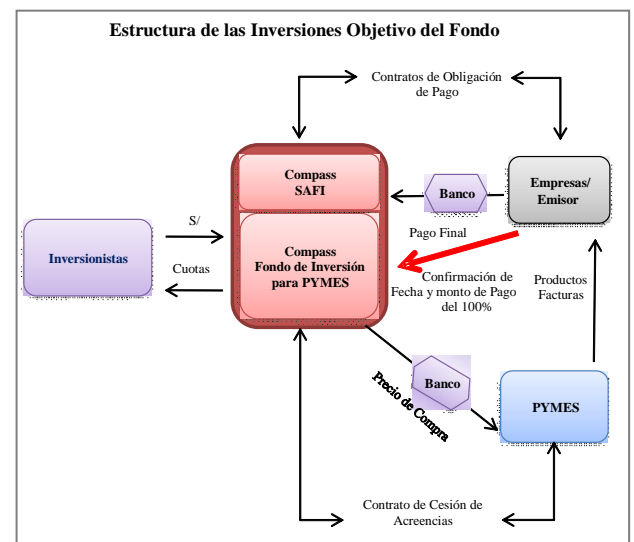 Estructura de las Inversiones Objetivo del Fondo
Contratos de Obligación
de Pago
Compass
SAFI
Banco
Empresas/
Emisor
S/
Pago Final
Inversionistas
Compass
Fondo de Inversión
para PYMES
Cuotas
Confirmación de
Fecha y monto de Pago
del 100%
Productos
Facturas
Banco
Precio de Compra
PYMES
Contrato de Cesión de
Acreencias